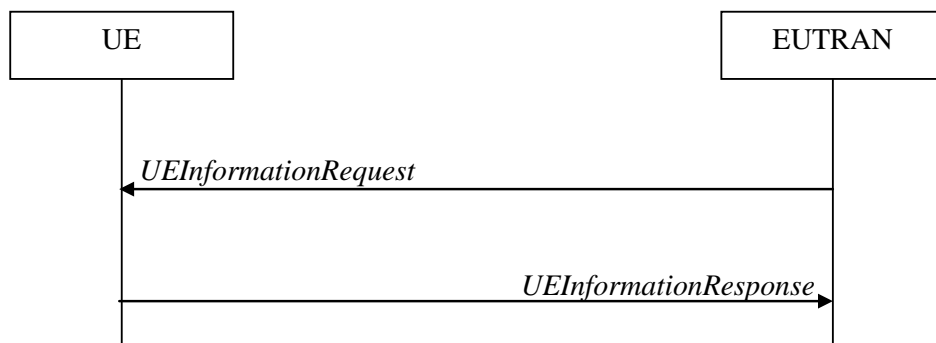 UE
EUTRAN
UEInformationRequest
UEInformationResponse